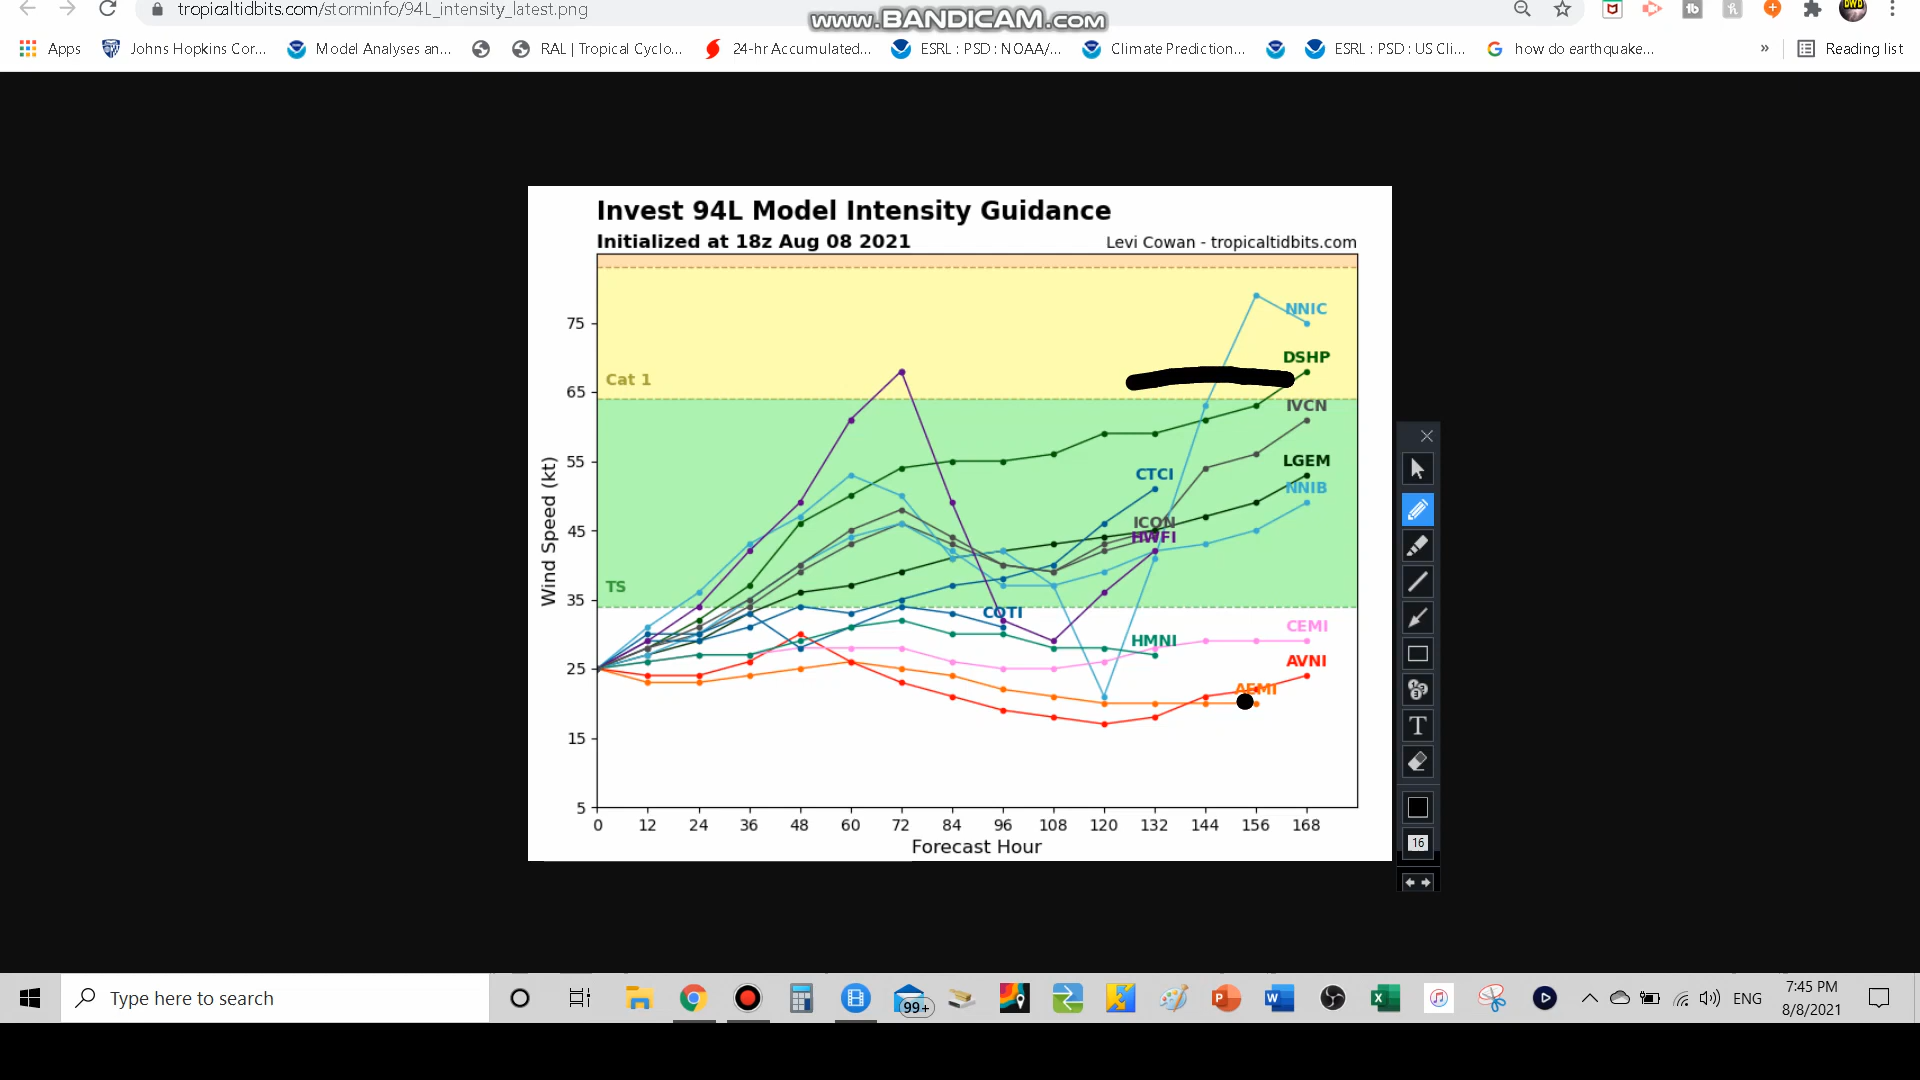 tropicaltidbits.com/storminfo/94L_intensity_latest.png
www.BANDICAM.com
Apps
Johns Hopkins Cor...
Model Analyses an...
RAL | Tropical Cyclo...
24-hr Accumulated...
ESRL : PSD : NOAA/...
Climate Prediction...
ESRL : PSD : US Cli...
how do earthquake...
»
Reading list
Invest 94L Model Intensity Guidance
Initialized at 18z Aug 08 2021
Levi Cowan - tropicaltidbits.com
NNIC
75
DSHP
Cat 1
65
IVCN
LGEM
55
CTCI
NNIB
ICON
45
HWFI
Wind Speed (kt)
TS
35
COTI
CEMI
HMNI
AVNI
25
AEMI
15
5
0 12 24 36 48 60 72 84 96 108 120 132 144 156 168
Forecast Hour
T
16
Type here to search
99+
ENG
7:45 PM
8/8/2021